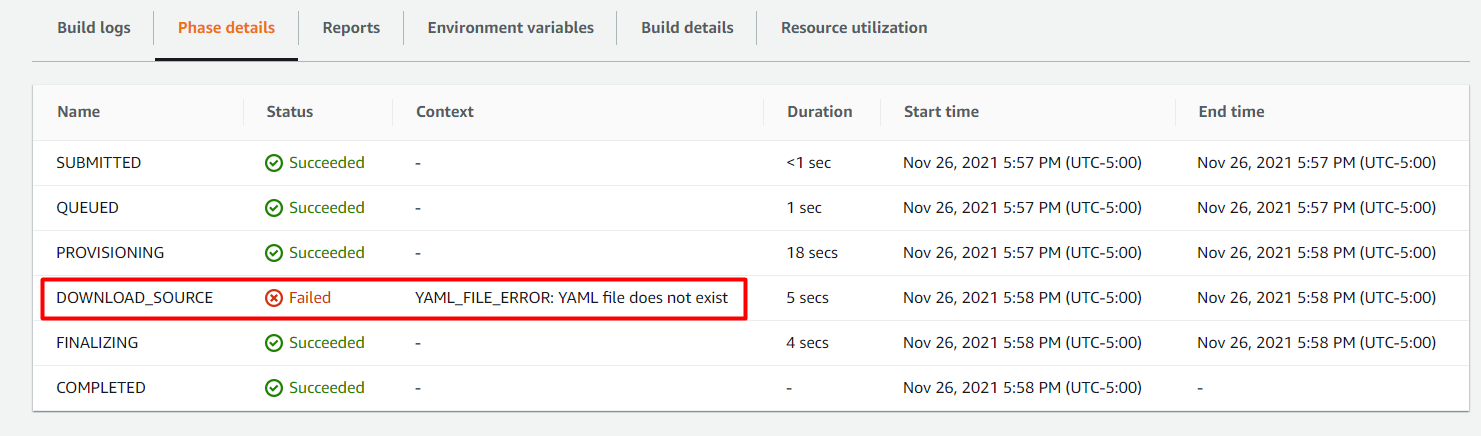 Build logs Phase details Reports Environment variables Build details Resource utilization
Name Status Context Duration Start time End time
SUBMITTED Succeeded - <1 sec Nov 26, 2021 5:57 PM (UTC-5:00) Nov 26, 2021 5:57 PM (UTC-5:00)
QUEUED Succeeded - 1 sec Nov 26, 2021 5:57 PM (UTC-5:00) Nov 26, 2021 5:57 PM (UTC-5:00)
PROVISIONING Succeeded - 18 secs Nov 26, 2021 5:57 PM (UTC-5:00) Nov 26, 2021 5:58 PM (UTC-5:00)
DOWNLOAD_SOURCE Failed YAML_FILE_ERROR: YAML file does not exist 5 secs Nov 26, 2021 5:58 PM (UTC-5:00) Nov 26, 2021 5:58 PM (UTC-5:00)
FINALIZING Succeeded - 4 secs Nov 26, 2021 5:58 PM (UTC-5:00) Nov 26, 2021 5:58 PM (UTC-5:00)
COMPLETED Succeeded - - Nov 26, 2021 5:58 PM (UTC-5:00) -